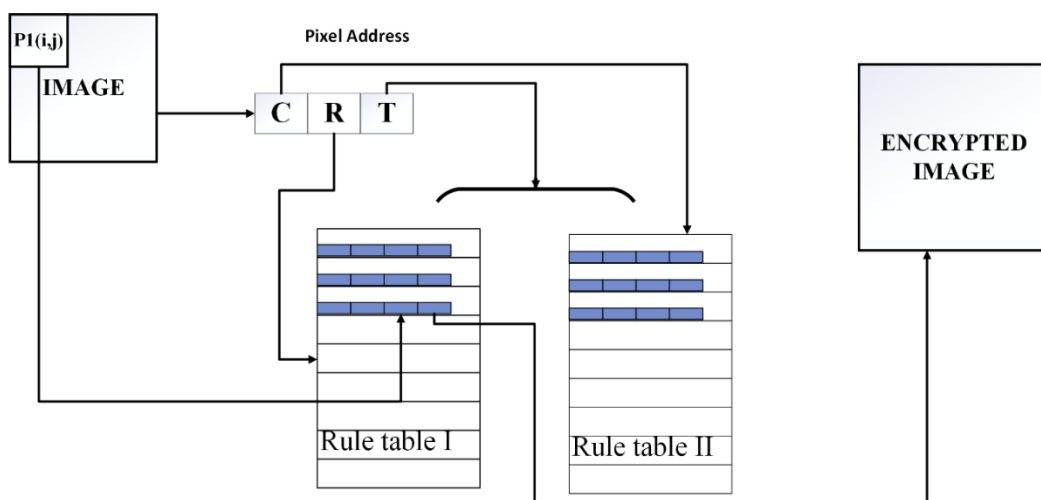 P1(i,j)
IMAGE
Pixel Address
C R T
ENCRYPTED
IMAGE
Rule table I
Rule table II